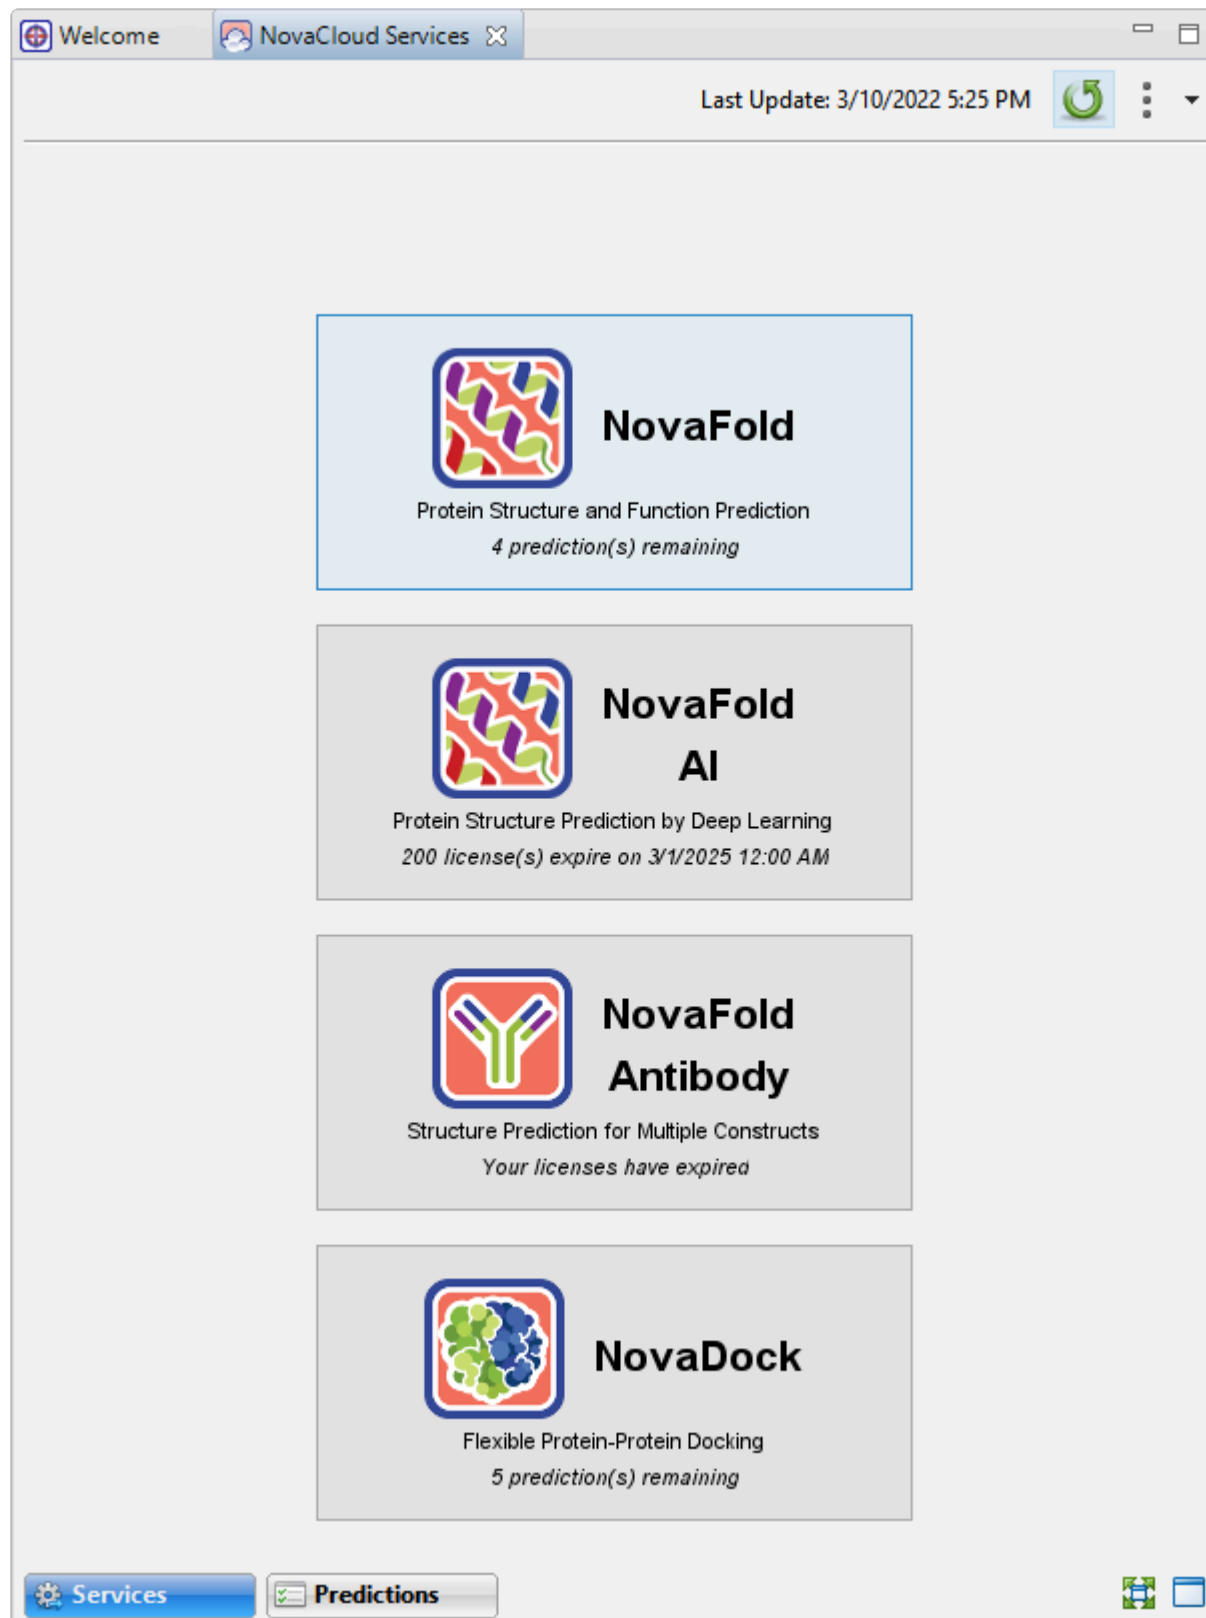 Welcome
NovaCloud Services
Last Update: 3/10/2022 5:25 PM
NovaFold
Protein Structure and Function Prediction
4 prediction(s) remaining
NovaFold
AI
Protein Structure Prediction by Deep Learning
200 license(s) expire on 3/1/2025 12:00 AM
NovaFold
Antibody
Structure Prediction for Multiple Constructs
Your licenses have expired
NovaDock
Flexible Protein-Protein Docking
5 prediction(s) remaining
Services
Predictions